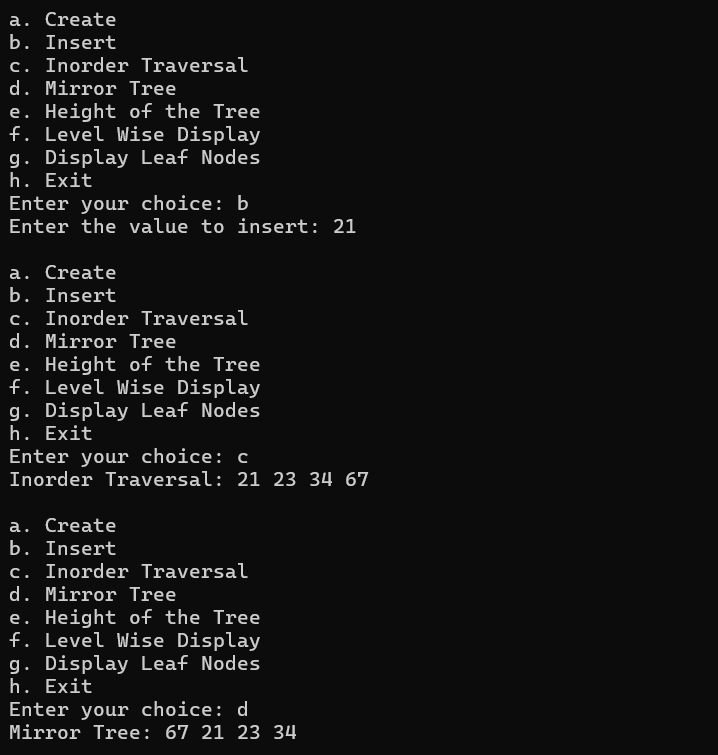 a. Create
b. Insert
c. Inorder Traversal
d. Mirror Tree
e. Height of the Tree
f. Level Wise Display
g. Display Leaf Nodes
h. Exit
Enter your choice: b
Enter the value to insert: 21
a. Create
b. Insert
c. Inorder Traversal
d. Mirror Tree
e. Height of the Tree
f. Level Wise Display
g. Display Leaf Nodes
h. Exit
Enter your choice: c
Inorder Traversal: 21 23 34 67
a. Create
b. Insert
c. Inorder Traversal
d. Mirror Tree
e. Height of the Tree
f. Level Wise Display
g. Display Leaf Nodes
h. Exit
Enter your choice: d
Mirror Tree: 67 21 23 34